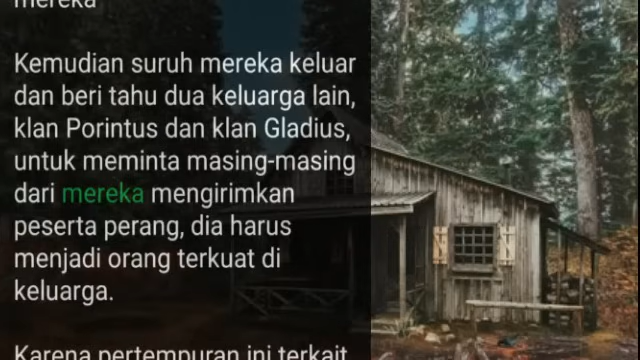 mereka
Kemudian suruh mereka keluar
dan beri tahu dua keluarga lain,
klan Porintus dan klan Gladius,
untuk meminta masing-masing
dari mereka mengirimkan
peserta perang, dia harus
menjadi orang terkuat di
keluarga.
Karena pertempuran ini terkait